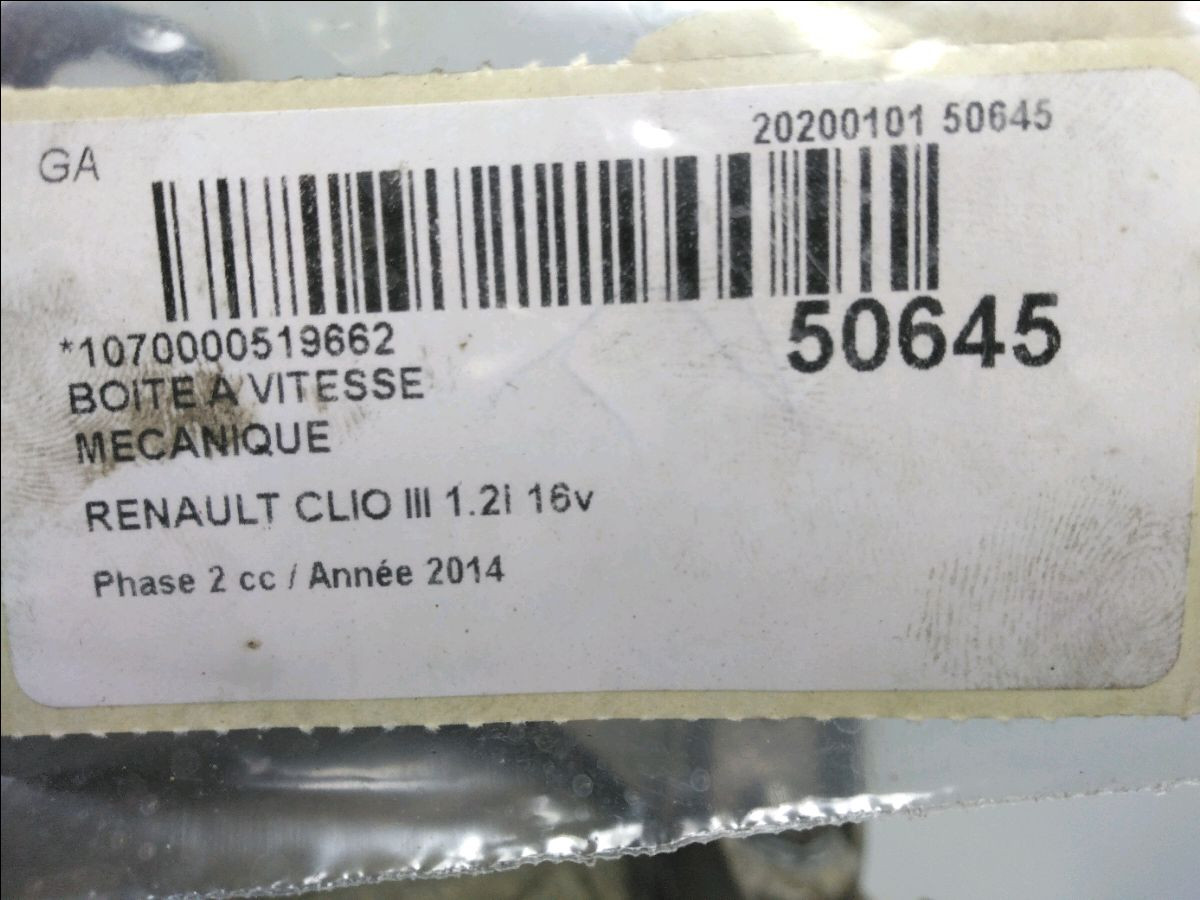 GA
20200101 50645
50645
*1070000519662
BOITE A VITESSE
MECANIQUE
RENAULT CLIO III 1.2i 16v
Phase 2 cc / Année 2014